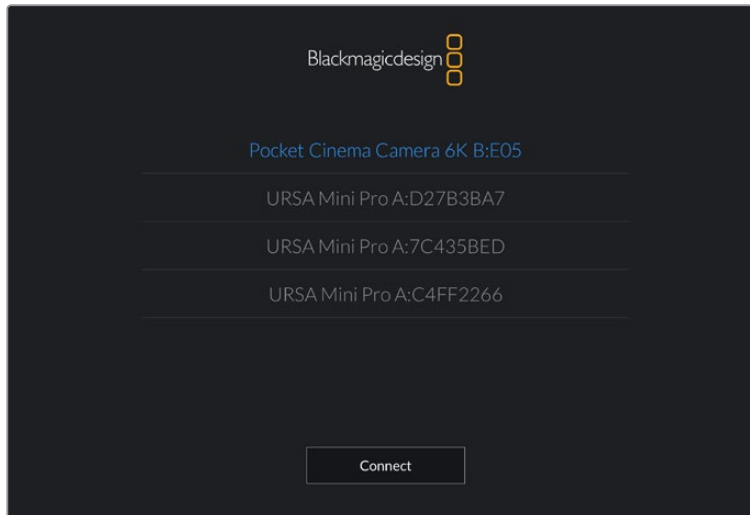 Blackmagicdesign
Pocket Cinema Camera 6K B:E05
URSA Mini Pro A:D27B3BA7
URSA Mini Pro A:7C435BED
URSA Mini Pro A:C4FF2266
Connect